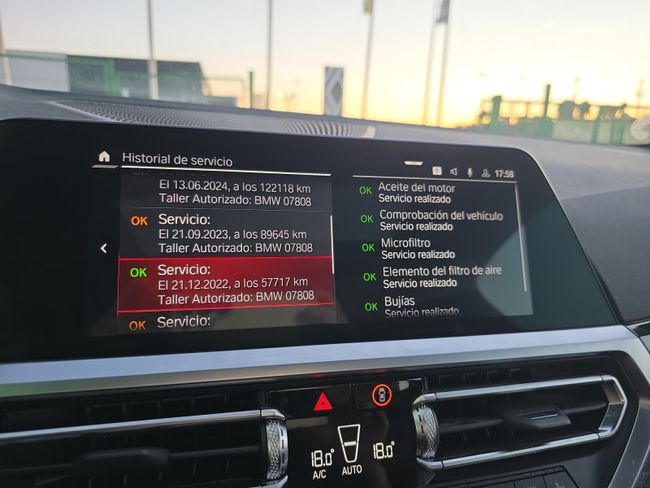 Historial de servicio
1
17:58
El 13.06.2024, a los 122118 km
Taller Autorizado: BMW 07808
OK Servicio:
El 21.09.2023, a los 89645 km
Taller Autorizado: BMW 07808
OK Servicio:
El 21.12.2022, a los 57717 km
Taller Autorizado: BMW 07808
OK Servicio:
OK Aceite del motor
Servicio realizado
OK Comprobación del vehículo
Servicio realizado
OK Microfiltro
Servicio realizado
OK Elemento del filtro de aire
Servicio realizado
OK Bujías
Servicio realizado
18.0°
A/C
AUTO
18.0°